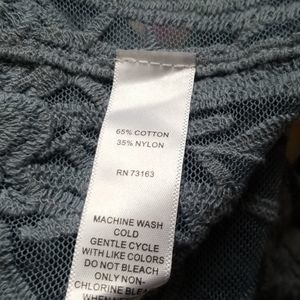 65% COTTON
35% NYLON
RN 73163
MACHINE WASH
COLD
GENTLE CYCLE
WITH LIKE COLORS
DO NOT BLEACH
ONLY NON-
CHLORINE